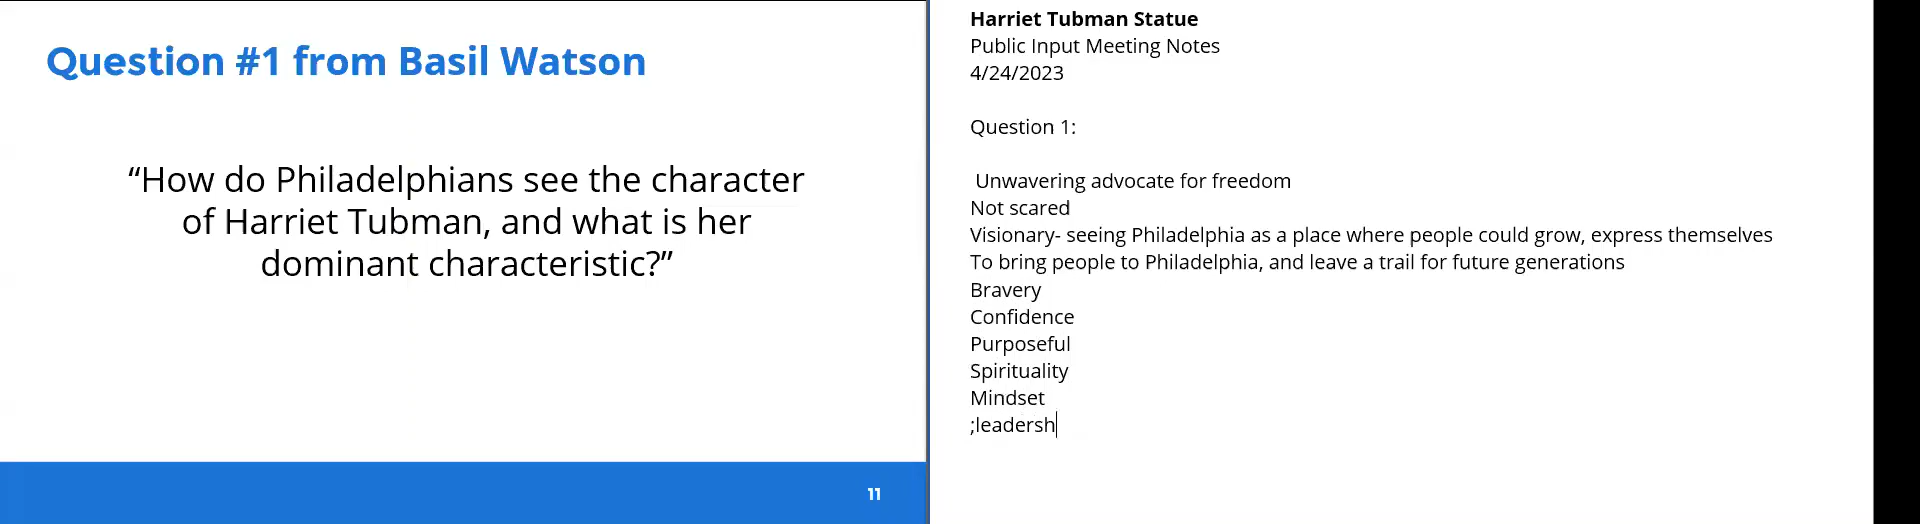 Question #1 from Basil Watson
“How do Philadelphians see the character
of Harriet Tubman, and what is her
dominant characteristic?”
11
Harriet Tubman Statue
Public Input Meeting Notes
4/24/2023
Question 1:
Unwavering advocate for freedom
Not scared
Visionary- seeing Philadelphia as a place where people could grow, express themselves
To bring people to Philadelphia, and leave a trail for future generations
Bravery
Confidence
Purposeful
Spirituality
Mindset
;leadersh